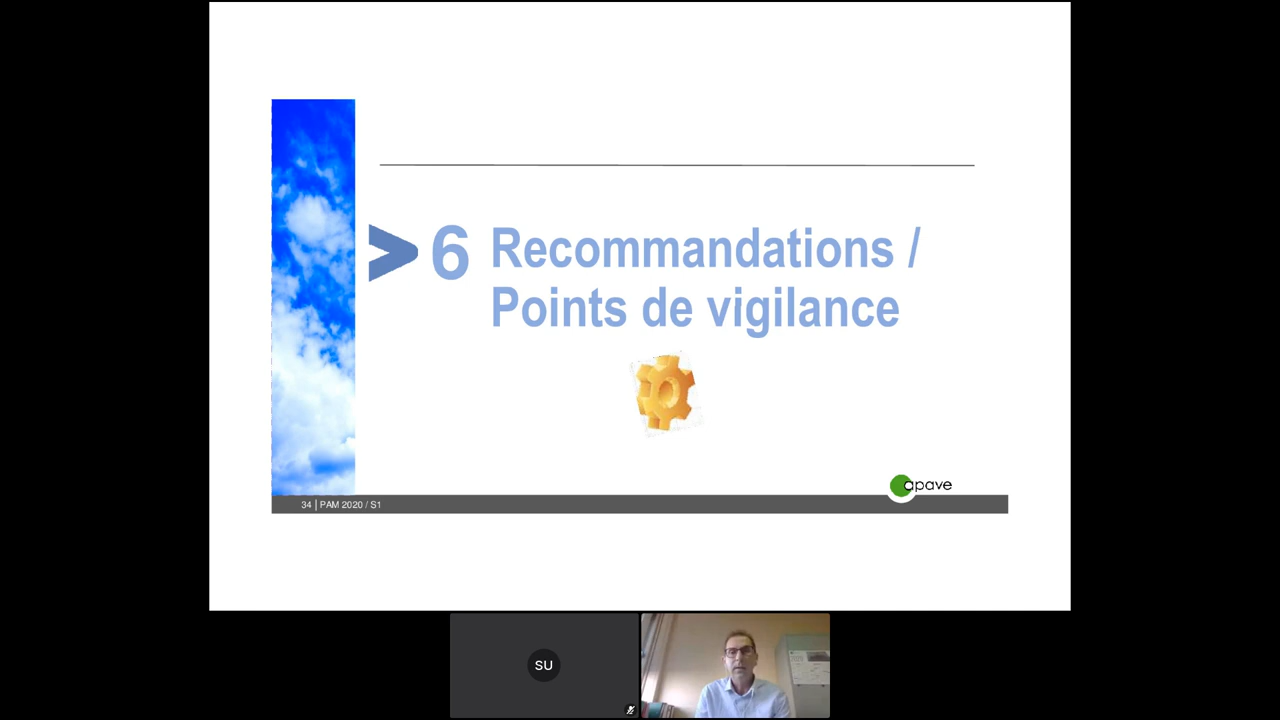 > 6 Recommandations /
Points de vigilance
apave
34 | PAM 2020 / S1
SU